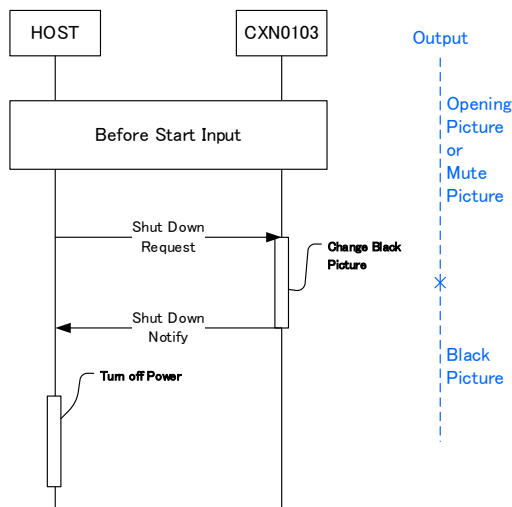 HOST
CXN0103
Output
Opening
Picture
or
Mute
Picture
Before Start Input
Shut Down
Request
Change Black
Picture
Shut Down
Notify
Black
Picture
Turn off Power